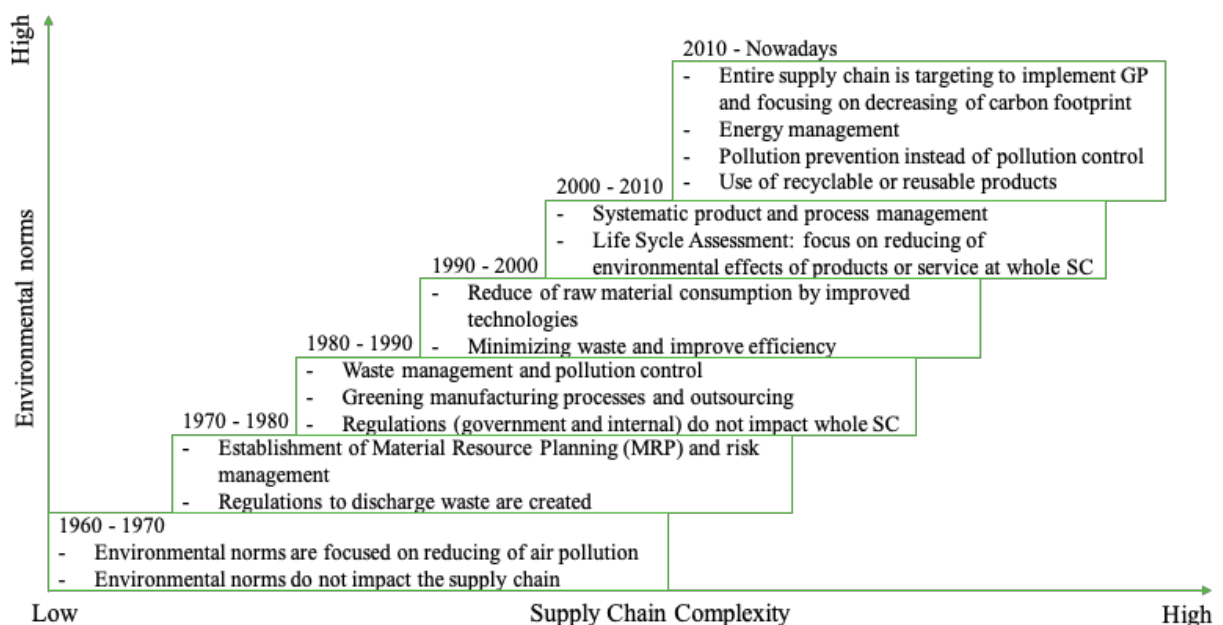 High
Environmental norms
2010 - Nowadays
- Entire supply chain is targeting to implement GP
and focusing on decreasing of carbon footprint
- Energy management
- Pollution prevention instead of pollution control
- Use of recyclable or reusable products
2000 - 2010
- Systematic product and process management
- Life Sycle Assessment: focus on reducing of
environmental effects of products or service at whole SC
1990 - 2000
- Reduce of raw material consumption by improved
technologies
- Minimizing waste and improve efficiency
1980 - 1990
- Waste management and pollution control
- Greening manufacturing processes and outsourcing
- Regulations (government and internal) do not impact whole SC
1970 - 1980
- Establishment of Material Resource Planning (MRP) and risk
management
- Regulations to discharge waste are created
1960 - 1970
- Environmental norms are focused on reducing of air pollution
- Environmental norms do not impact the supply chain
Low
Supply Chain Complexity
High